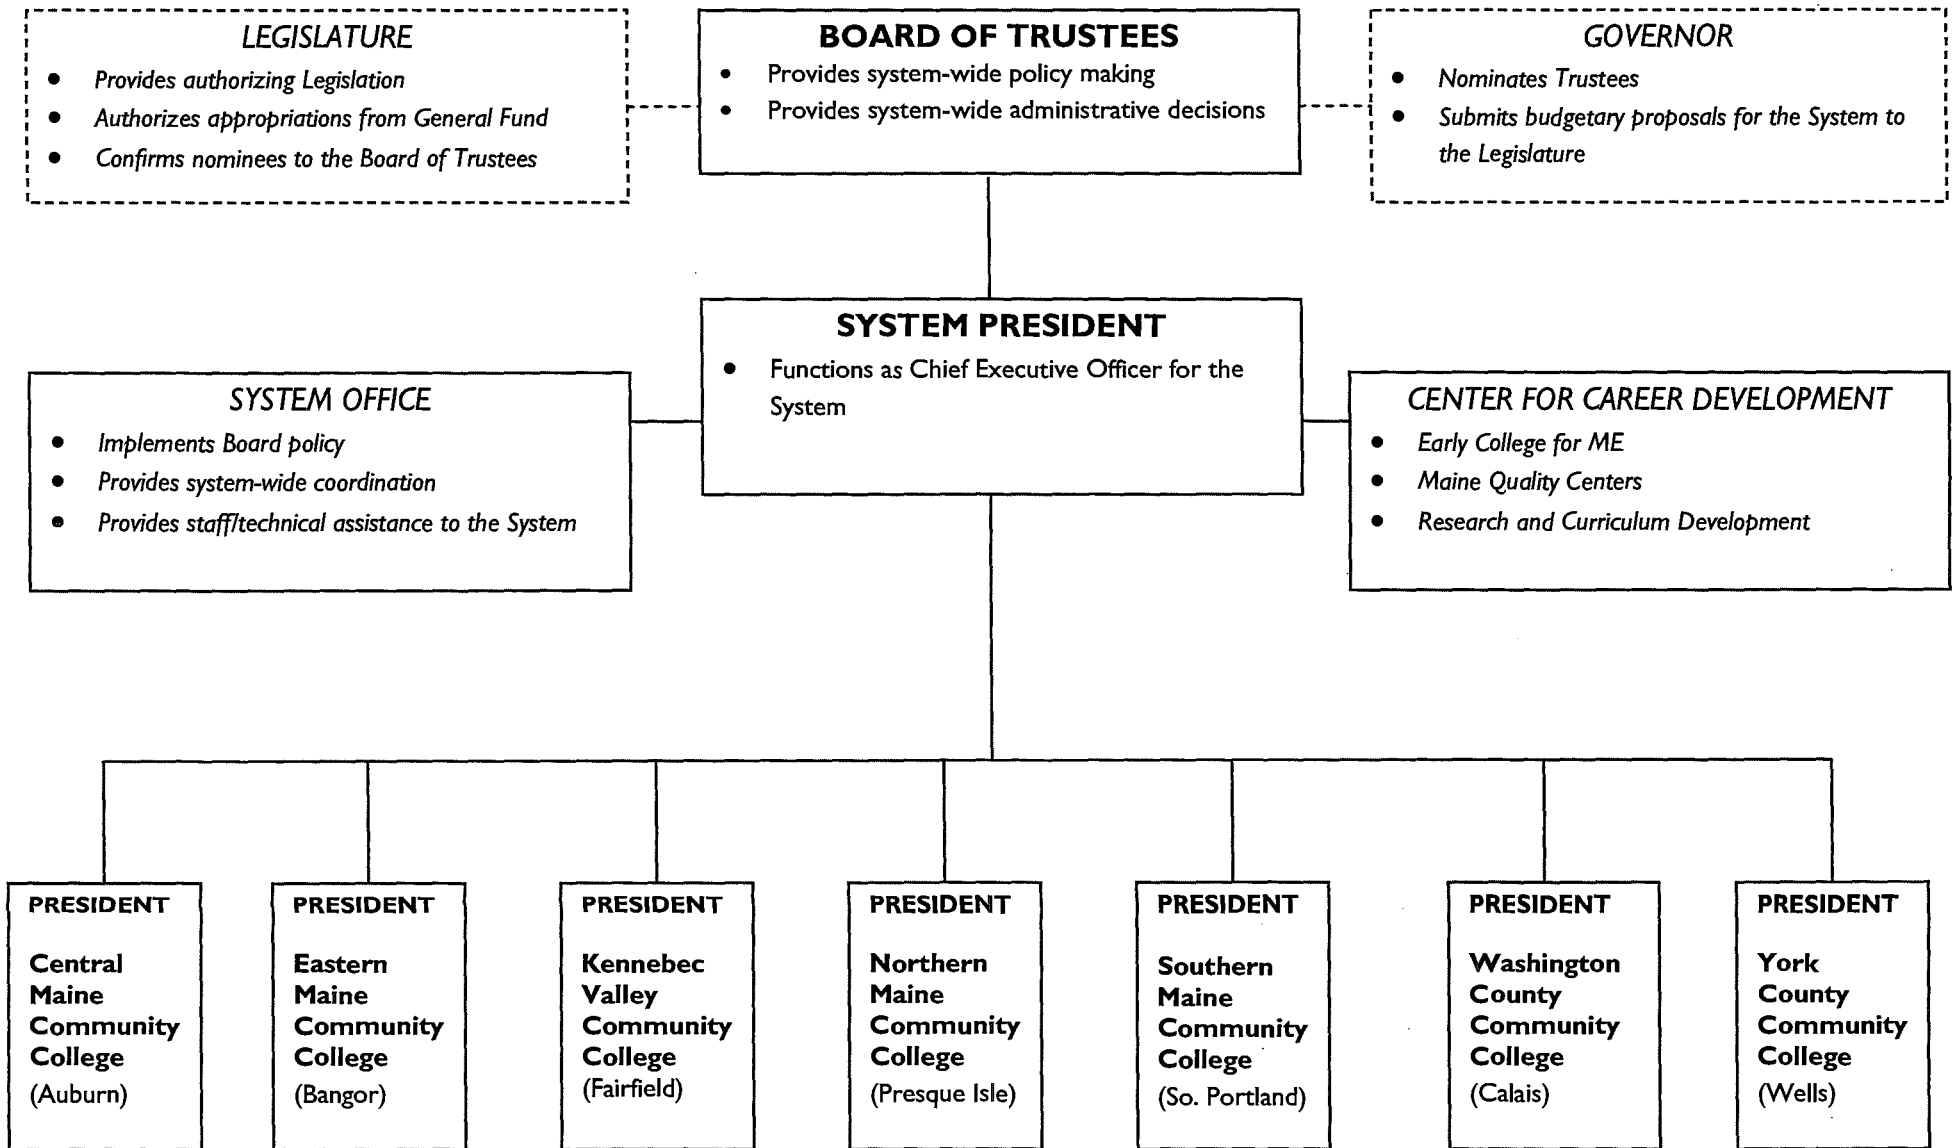 LEGISLATURE
• Provides authorizing Legislation
• Authorizes appropriations from General Fund
• Confirms nominees to the Board of Trustees
BOARD OF TRUSTEES
• Provides system-wide policy making
• Provides system-wide administrative decisions
GOVERNOR
• Nominates Trustees
• Submits budgetary proposals for the System to
the Legislature
SYSTEM PRESIDENT
• Functions as Chief Executive Officer for the
System
SYSTEM OFFICE
• Implements Board policy
• Provides system-wide coordination
• Provides staff/technical assistance to the System
CENTER FOR CAREER DEVELOPMENT
• Early College for ME
• Maine Quality Centers
• Research and Curriculum Development
PRESIDENT
Central
Maine
Community
College
(Auburn)
PRESIDENT
Eastern
Maine
Community
College
(Bangor)
PRESIDENT
Kennebec
Valley
Community
College
(Fairfield)
PRESIDENT
Northern
Maine
Community
College
(Presque Isle)
PRESIDENT
Southern
Maine
Community
College
(So. Portland)
PRESIDENT
Washington
County
Community
College
(Calais)
PRESIDENT
York
County
Community
College
(Wells)